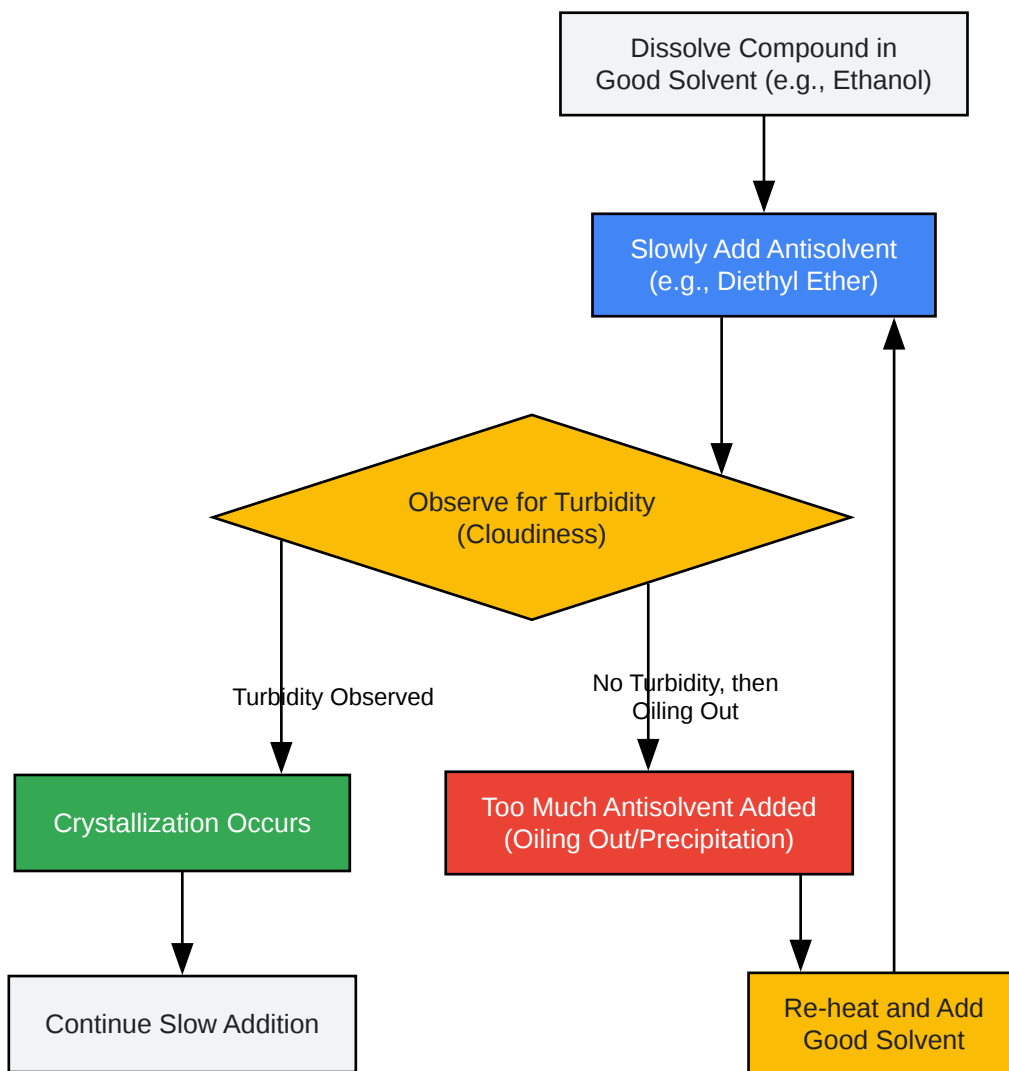 Dissolve Compound in
Good Solvent (e.g., Ethanol)
Slowly Add Antisolvent
(e.g., Diethyl Ether)
Observe for Turbidity
(Cloudiness)
Turbidity Observed
No Turbidity, then
Oiling Out
Crystallization Occurs
Too Much Antisolvent Added
(Oiling Out/Precipitation)
Continue Slow Addition
Re-heat and Add
Good Solvent